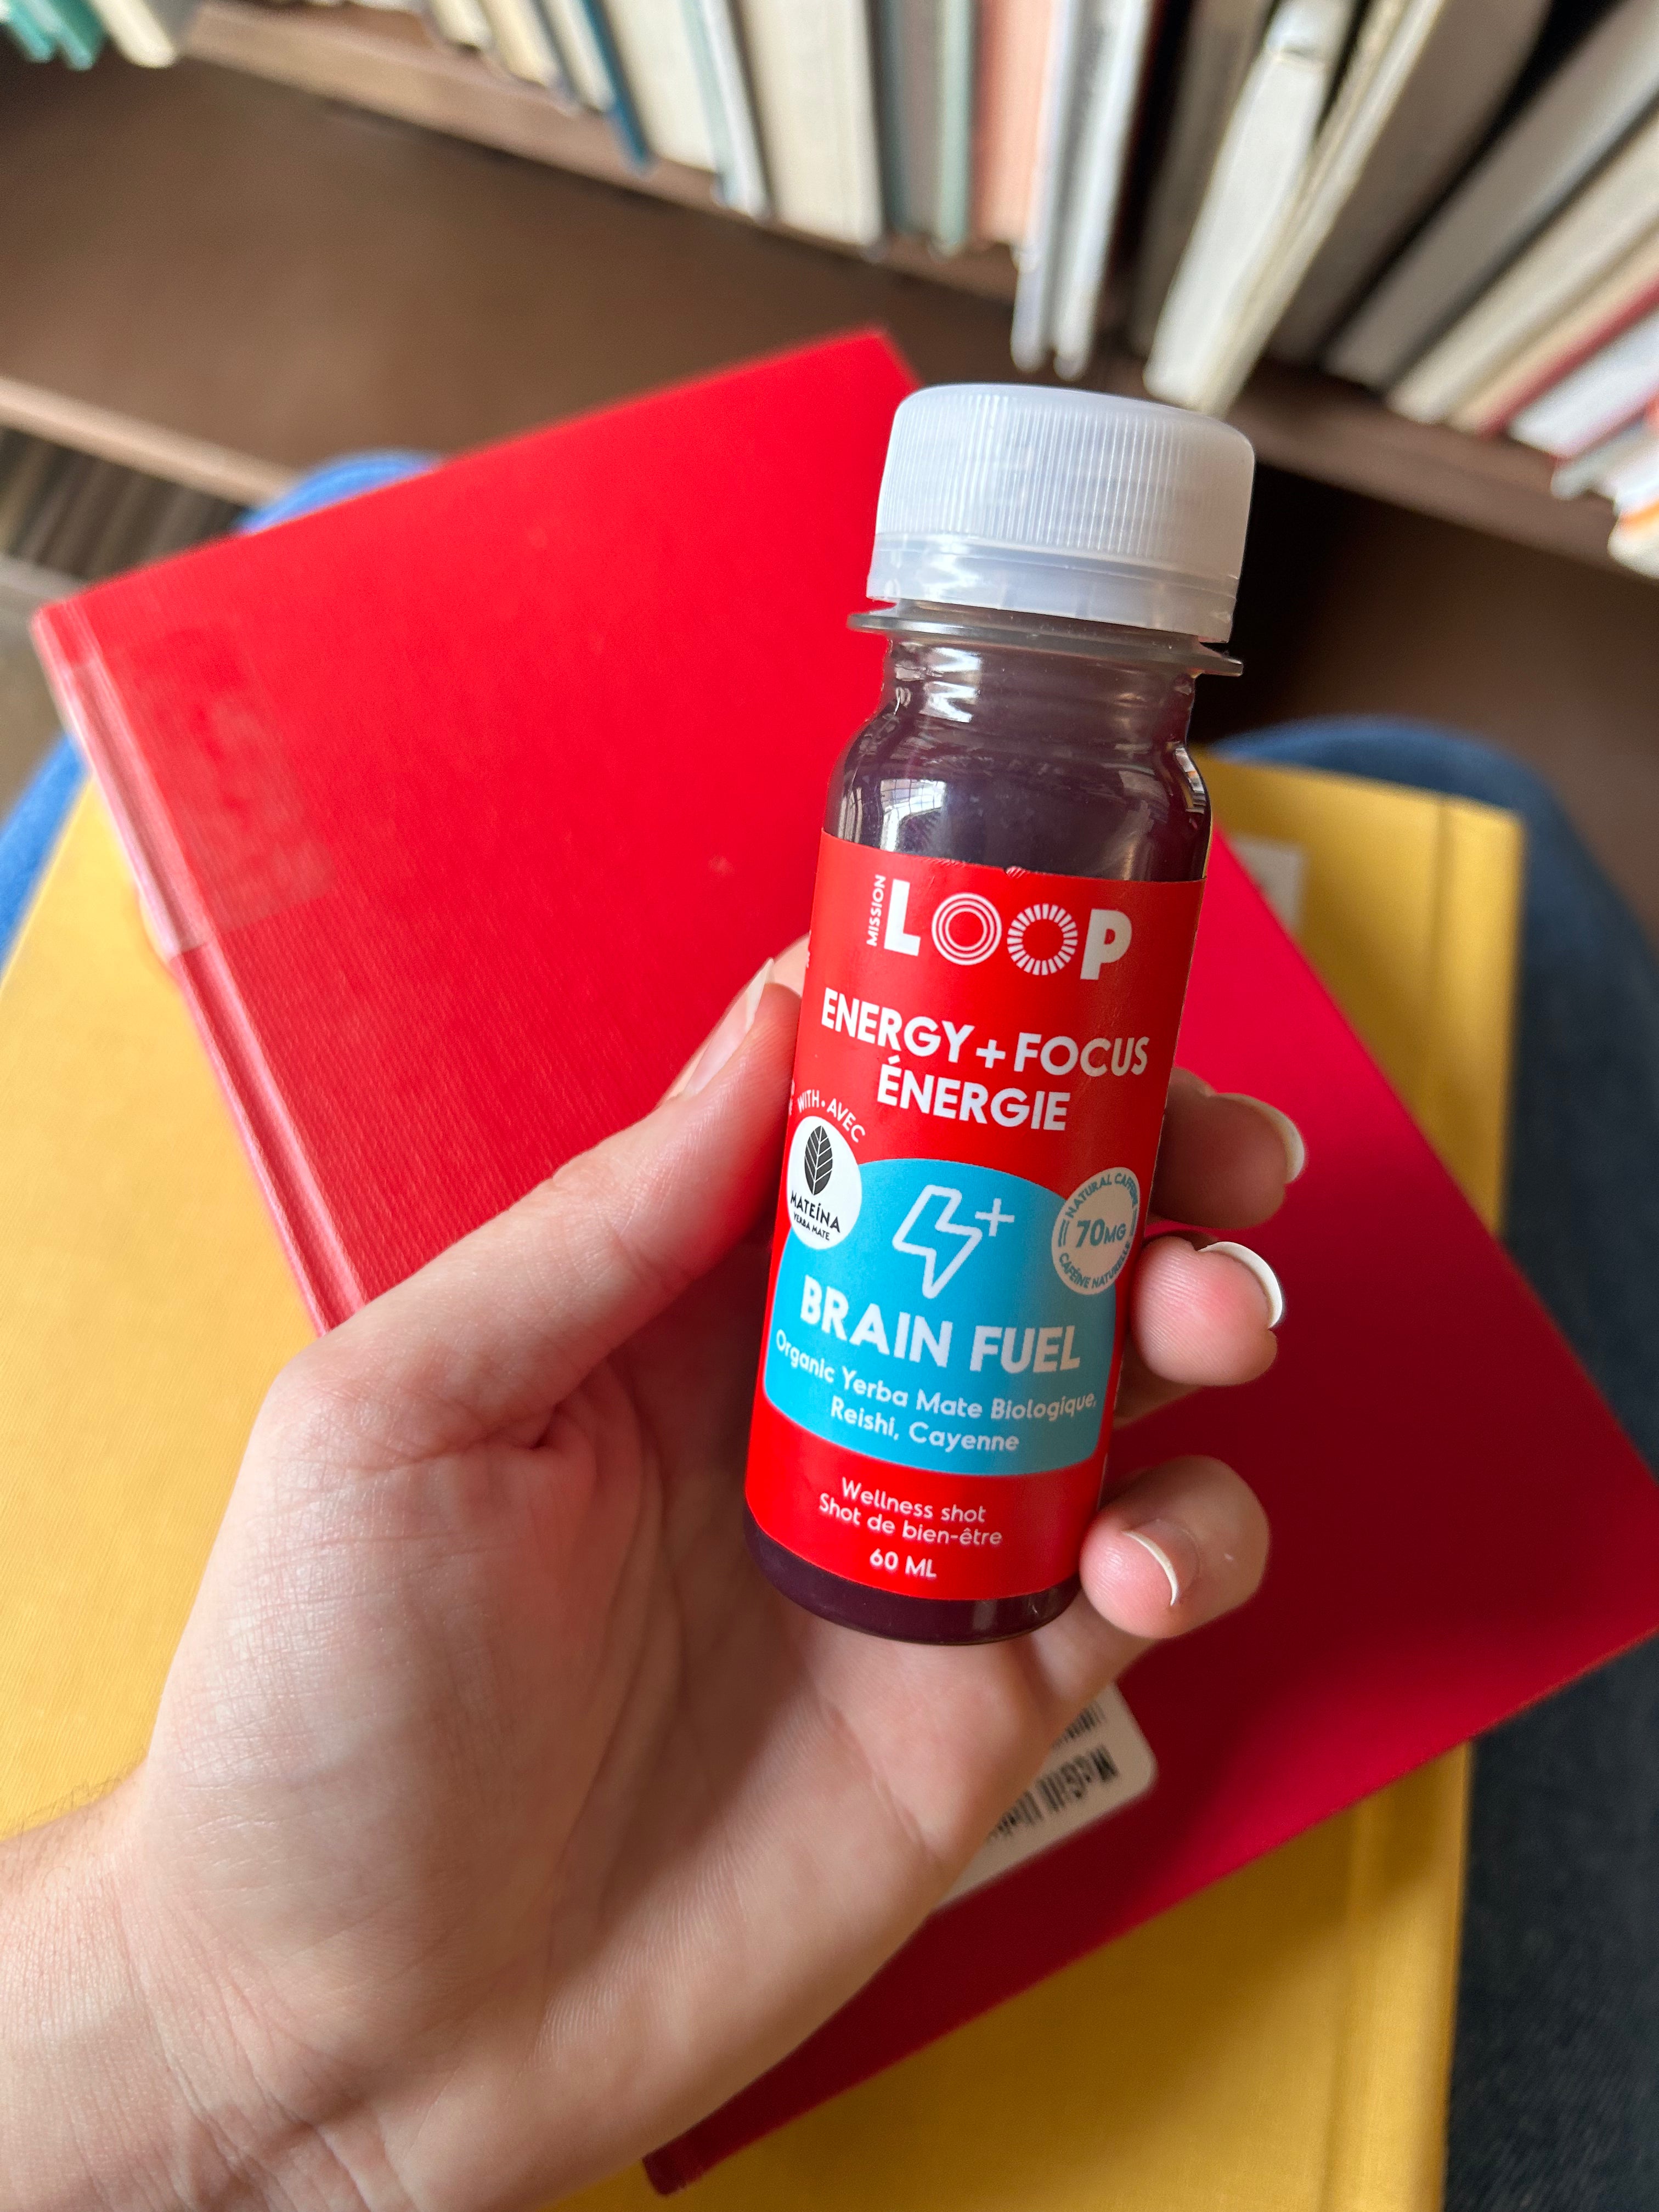 MISSION
LOOP
ENERGY+FOCUS
ÉNERGIE
WITH • AVEC
MATEÍNA
YERBA MATE
NATURAL CAFFEINE
70MG
CAFÉINE NATURELLE
BRAIN FUEL
Organic Yerba Mate Biologique,
Reishi, Cayenne
Wellness shot
Shot de bien-être
60 ML
McGill